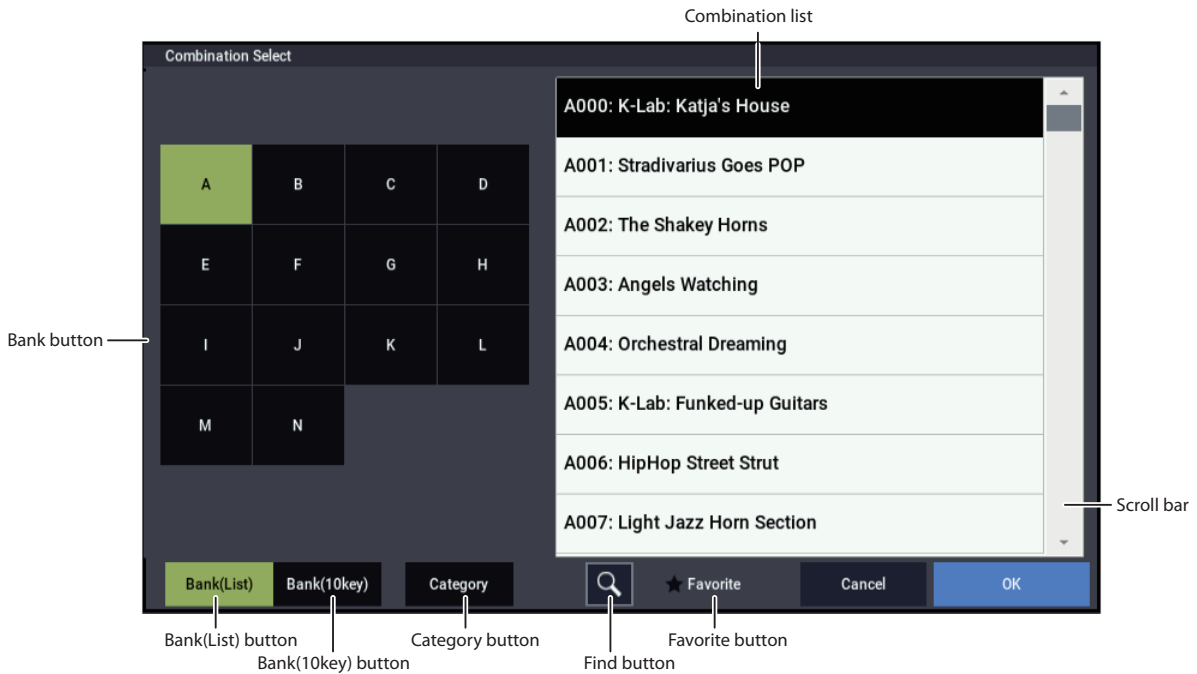 Combination list
Combination Select
A000: K-Lab: Katja's House
A001: Stradivarius Goes POP
A B C D
A002: The Shakey Horns
E F G H
A003: Angels Watching
Bank button
I J K L
A004: Orchestral Dreaming
A005: K-Lab: Funked-up Guitars
M N
A006: HipHop Street Strut
Scroll bar
A007: Light Jazz Horn Section
Bank(List) Bank(10key) Category Favorite Cancel OK
Bank(List) button Category button Favorite button
Bank(10key) button Find button